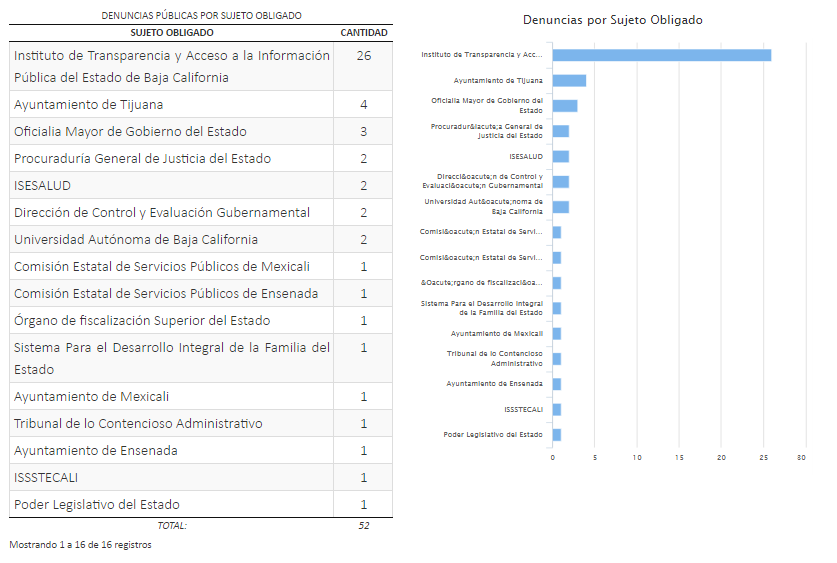 DENUNCIAS PÚBLICAS POR SUJETO OBLIGADO
SUJETO OBLIGADO CANTIDAD
Instituto de Transparencia y Acceso a la Información 26
Pública del Estado de Baja California
Ayuntamiento de Tijuana 4
Oficialia Mayor de Gobierno del Estado 3
Procuraduría General de Justicia del Estado 2
ISESALUD 2
Dirección de Control y Evaluación Gubernamental 2
Universidad Autónoma de Baja California 2
Comisión Estatal de Servicios Públicos de Mexicali 1
Comisión Estatal de Servicios Públicos de Ensenada 1
Órgano de fiscalización Superior del Estado 1
Sistema Para el Desarrollo Integral de la Familia del 1
Estado
Ayuntamiento de Mexicali 1
Tribunal de lo Contencioso Administrativo 1
Ayuntamiento de Ensenada 1
ISSSTECALI 1
Poder Legislativo del Estado 1
TOTAL: 52
Mostrando 1 a 16 de 16 registros
Denuncias por Sujeto Obligado
Instituto de Transparencia y Acc...
Ayuntamiento de Tijuana
Oficialia Mayor de Gobierno del
Estado
Procuradur&iacute;a General de
Justicia del Estado
ISESALUD
Direcci&oacute;n de Control y
Evaluaci&oacute;n Gubernamental
Universidad Aut&oacute;noma de
Baja California
Comisi&oacute;n Estatal de Servi...
Comisi&oacute;n Estatal de Servi...
&Oacute;rgano de fiscalizaci&oa...
Sistema Para el Desarrollo Integral
de la Familia del Estado
Ayuntamiento de Mexicali
Tribunal de lo Contencioso
Administrativo
Ayuntamiento de Ensenada
ISSSTECALI
Poder Legislativo del Estado
0 5 10 15 20 25 30